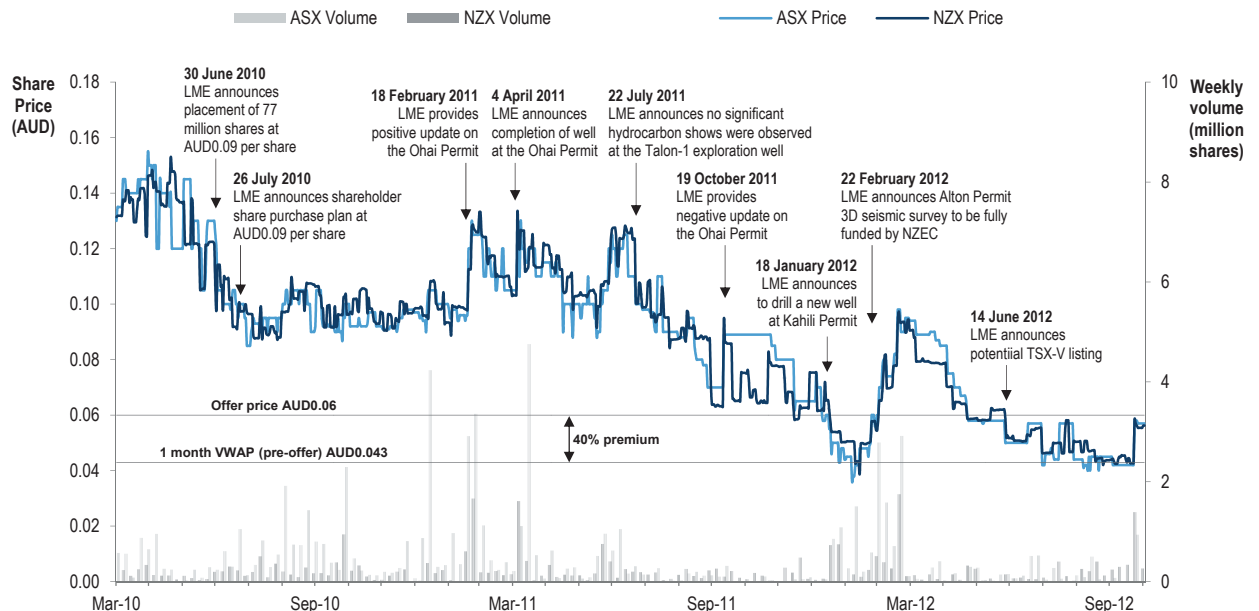 ASX Volume
NZX Volume
ASX Price
NZX Price
Share
Price
(AUD)
0.18
0.16
0.14
0.12
0.10
0.08
0.06
0.04
0.02
0.00
30 June 2010
LME announces
placement of 77
million shares at
AUD0.09 per share
26 July 2010
LME announces shareholder
share purchase plan at
AUD0.09 per share
18 February 2011
LME provides
positive update on
the Ohai Permit
4 April 2011
LME announces
completion of well
at the Ohai Permit
22 July 2011
LME announces no significant
hydrocarbon shows were observed
at the Talon-1 exploration well
19 October 2011
LME provides
negative update on
the Ohai Permit
18 January 2012
LME announces
to drill a new well
at Kahili Permit
22 February 2012
LME announces Alton Permit
3D seismic survey to be fully
funded by NZEC
14 June 2012
LME announces
potentiial TSX-V listing
Offer price AUD0.06
40% premium
1 month VWAP (pre-offer) AUD0.043
10
8
6
4
2
0
Weekly
volume
(million
shares)
Mar-10
Sep-10
Mar-11
Sep-11
Mar-12
Sep-12